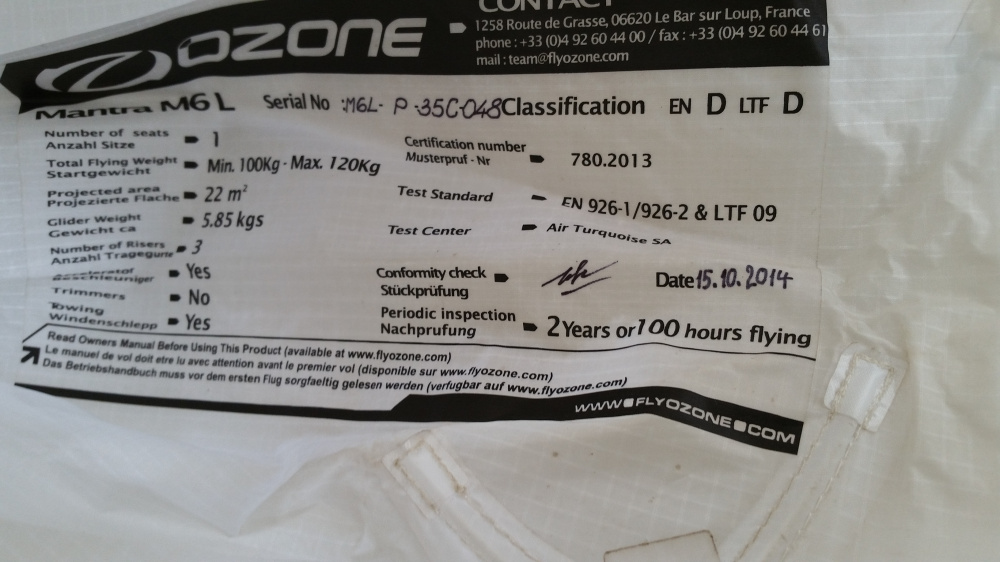 CONTACT
OZONE
1258 Route de Grasse, 06620 Le Bar sur Loup, France
phone : +33 (0)4 92 60 44 00 / fax : +33 (0)4 92 60 44 61
mail : team@flyozone.com
Mantra M6 L Serial No :M6L- P -35C-048 Classification EN D LTF D
Number of seats
Anzahl Sitze 1
Total Flying Weight
Startgewicht Min. 100Kg - Max. 120Kg
Projected area
Projezierte Flache 22 m²
Glider Weight
Gewicht ca 5.85 kgs
Number of Risers
Anzahl Tragegurte 3
Accelerator
Beschleuniger Yes
Trimmers No
Towing
Windenschlepp Yes
Certification number
Musterpruf - Nr 780.2013
Test Standard EN 926-1/926-2 & LTF 09
Test Center Air Turquoise SA
Conformity check
Stückprüfung
Date 15.10.2014
Periodic inspection
Nachprufung 2 Years or 100 hours flying
Read Owners Manual Before Using This Product (available at www.flyozone.com)
Le manuel de vol doit etre lu avec attention avant le premier vol (disponible sur www.flyozone.com)
Das Betriebshandbuch muss vor dem ersten Flug sorgfaeltig gelesen werden (verfugbar auf www.flyozone.com)
WWW.FLYOZONE.COM